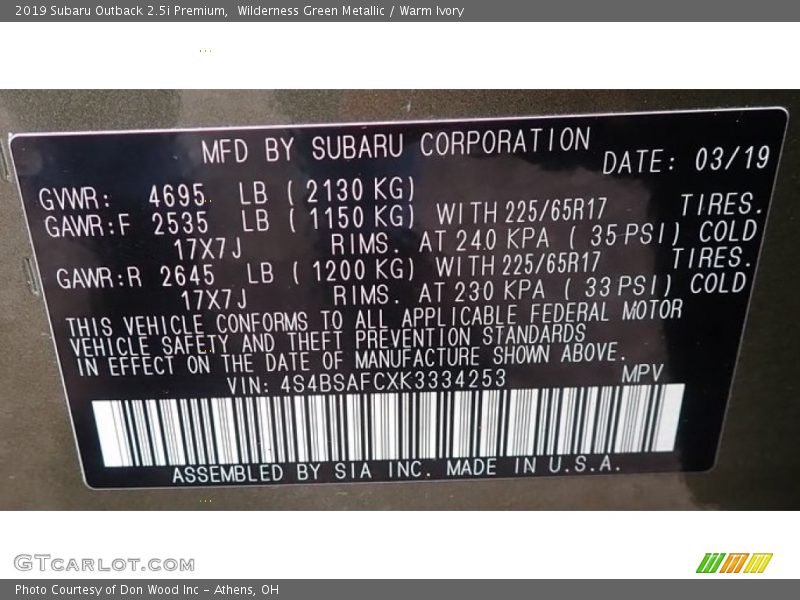 2019 Subaru Outback 2.5i Premium,  Wilderness Green Metallic / Warm Ivory
MFD BY SUBARU CORPORATION
DATE: 03/19
GVWR: 4695 LB ( 2130 KG)
GAWR:F 2535 LB ( 1150 KG) WITH 225/65R17 TIRES.
17X7J RIMS. AT 240 KPA ( 35 PSI) COLD
GAWR:R 2645 LB ( 1200 KG) WITH 225/65R17 TIRES.
17X7J RIMS. AT 230 KPA ( 33 PSI) COLD
THIS VEHICLE CONFORMS TO ALL APPLICABLE FEDERAL MOTOR
VEHICLE SAFETY AND THEFT PREVENTION STANDARDS
IN EFFECT ON THE DATE OF MANUFACTURE SHOWN ABOVE.
VIN: 4S4BSAFCXK3334253 MPV
ASSEMBLED BY SIA INC. MADE IN U.S.A.
GTCARLOT.COM
Photo Courtesy of Don Wood Inc - Athens, OH